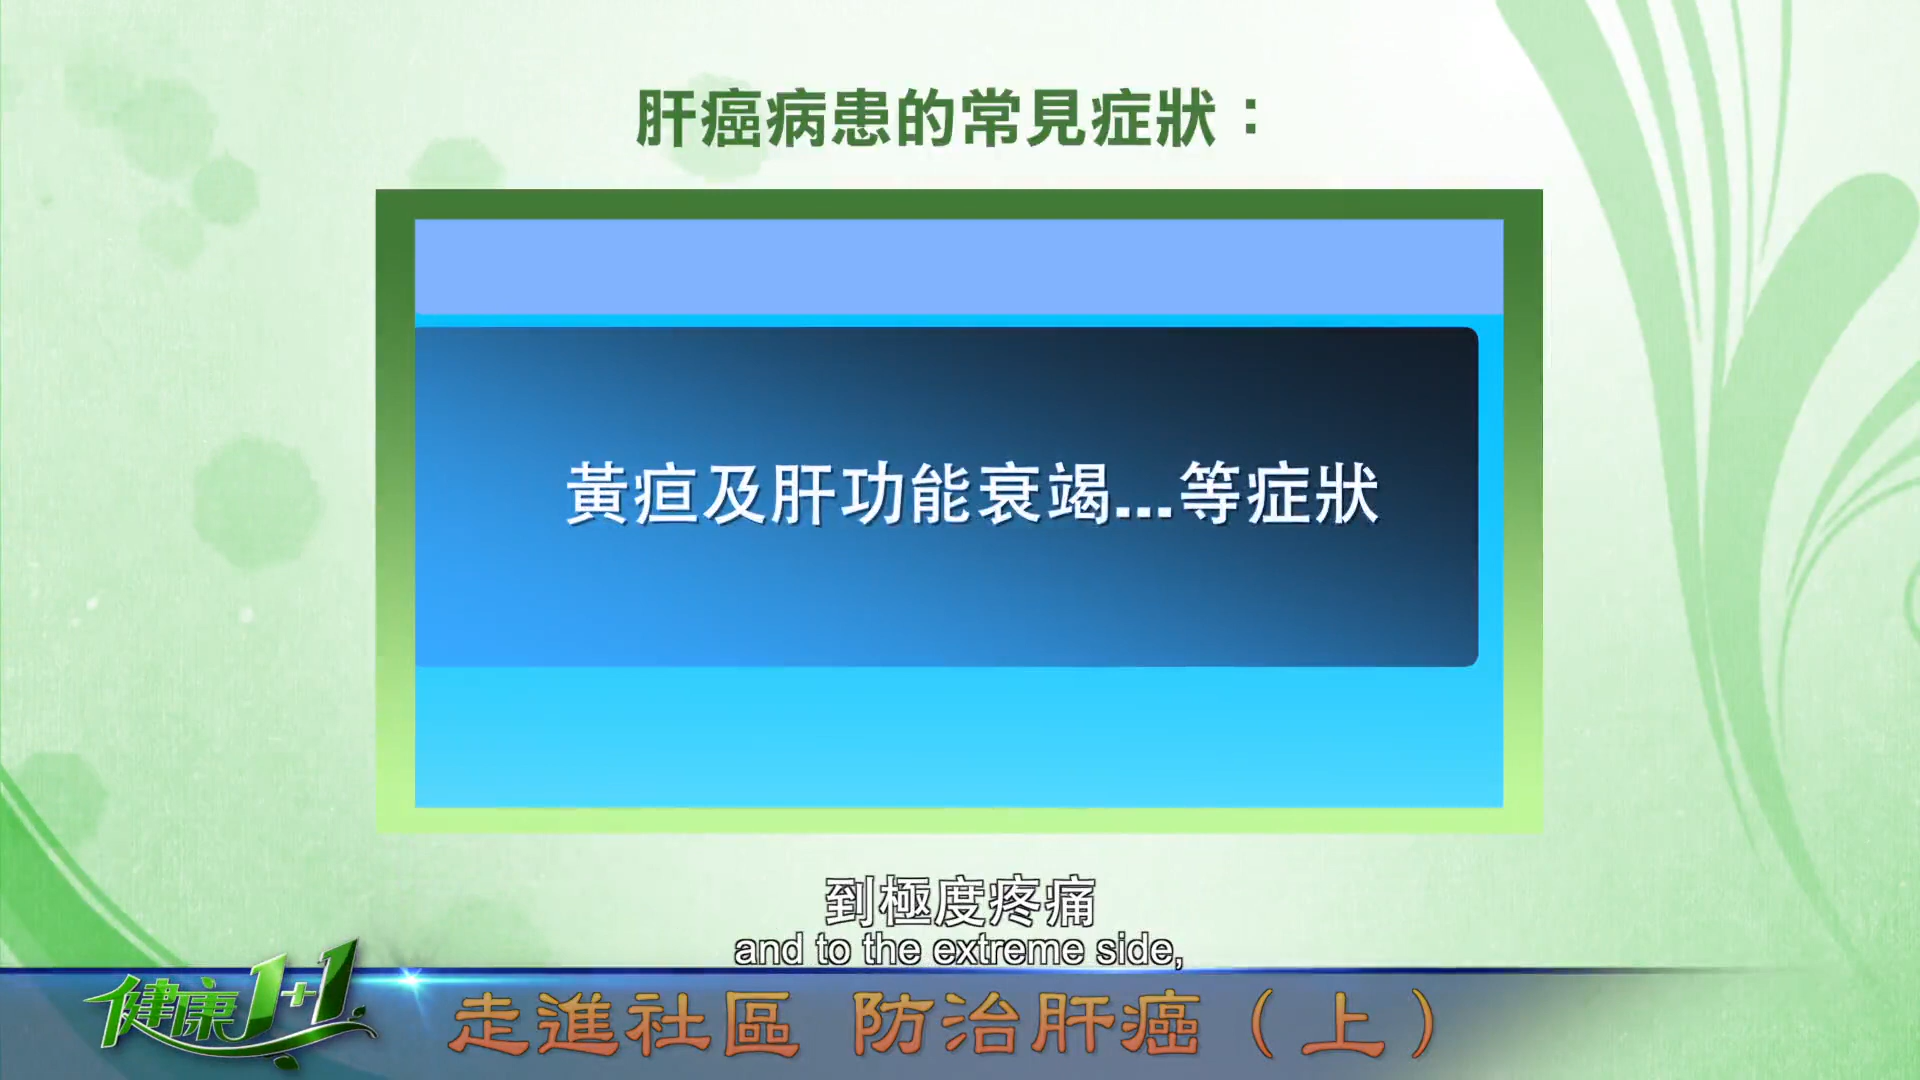 肝癌病患的常見症狀：
黃疸及肝功能衰竭...等症狀
到極度疼痛
and to the extreme side,
健康1+1
走進社區 防治肝癌（上）